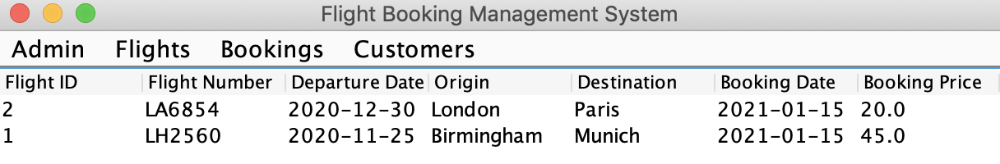 Flight Booking Management System
Admin Flights Bookings Customers
Flight ID Flight Number Departure Date Origin Destination Booking Date Booking Price
2 LA6854 2020-12-30 London Paris 2021-01-15 20.0
1 LH2560 2020-11-25 Birmingham Munich 2021-01-15 45.0